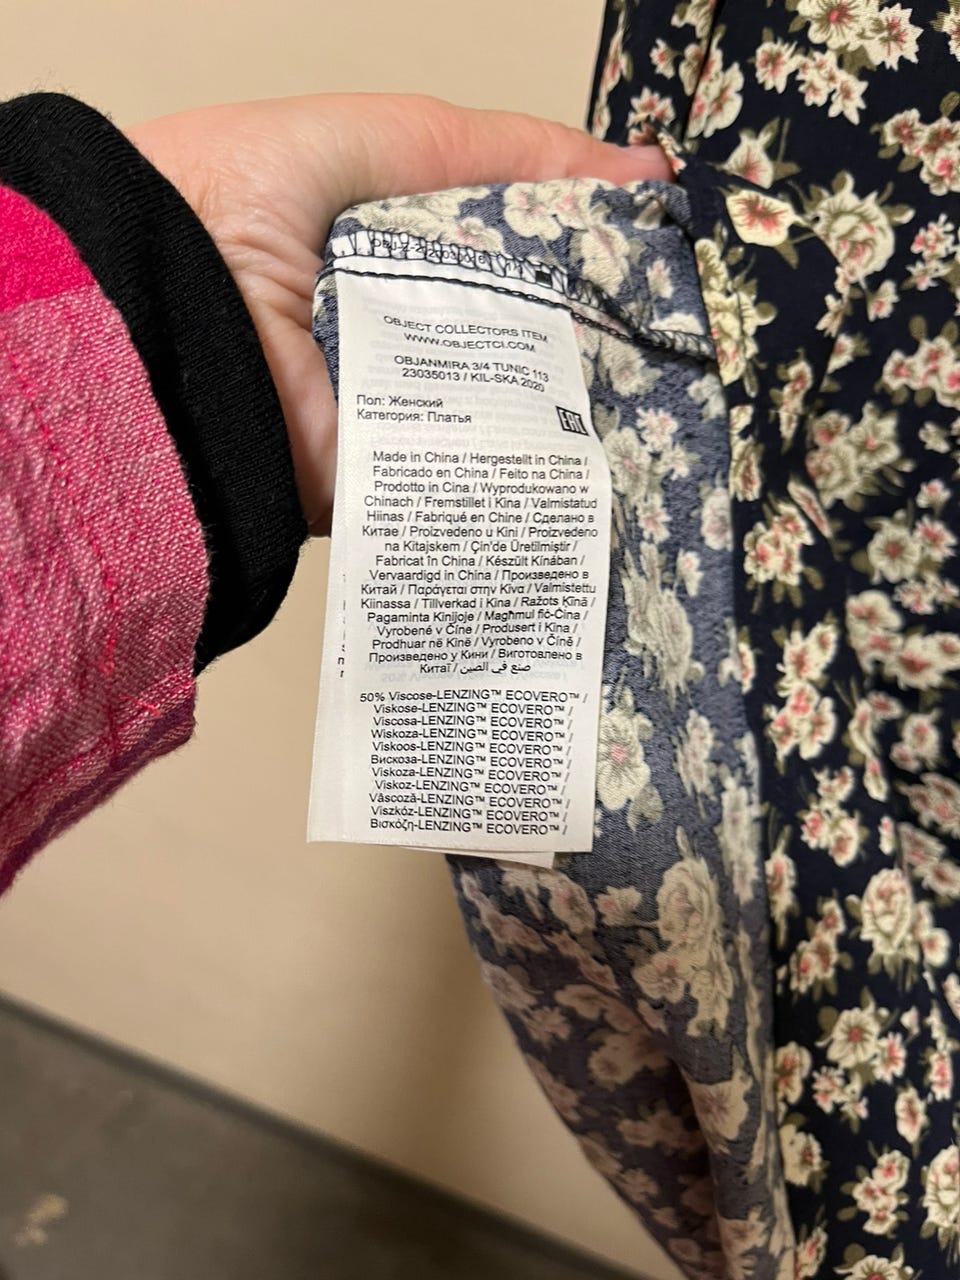 OBJECT COLLECTORS ITEM
WWW.OBJECTCI.COM
OBJANMIRA 3/4 TUNIC 113
23035013 / KIL-SKA 2020
Пол: Женский
Категория: Платья
EAC
Made in China / Hergestellt in China /
Fabricado en China / Feito na China /
Prodotto in Cina / Wyprodukowano w
Chinach / Fremstillet i Kina / Valmistatud
Hiinas / Fabriqué en Chine / Сделано в
Китае / Proizvedeno u Kini / Proizvedeno
na Kitajskem / Çin'de Üretilmiştir /
Fabricat în China / Készült Kínában /
Vervaardigd in China / Произведено в
Китай / Παράγεται στην Κίνα / Valmistettu
Kiinassa / Tillverkad i Kina / Ražots Ķīnā /
Pagaminta Kinijoje / Magħmul fiċ-Ċina /
Vyrobené v Číne / Produsert i Kina /
Prodhuar në Kinë / Vyrobeno v Číně /
Произведено у Кини / Виготовлено в
Китаї / صنع في الصين
50% Viscose-LENZING™ ECOVERO™ /
Viskose-LENZING™ ECOVERO™ /
Viscosa-LENZING™ ECOVERO™ /
Wiskoza-LENZING™ ECOVERO™ /
Viskoos-LENZING™ ECOVERO™ /
Вискоза-LENZING™ ECOVERO™ /
Viskoza-LENZING™ ECOVERO™ /
Viskoz-LENZING™ ECOVERO™ /
Vâscoză-LENZING™ ECOVERO™ /
Viszkóz-LENZING™ ECOVERO™ /
Βισκόζη-LENZING™ ECOVERO™ /